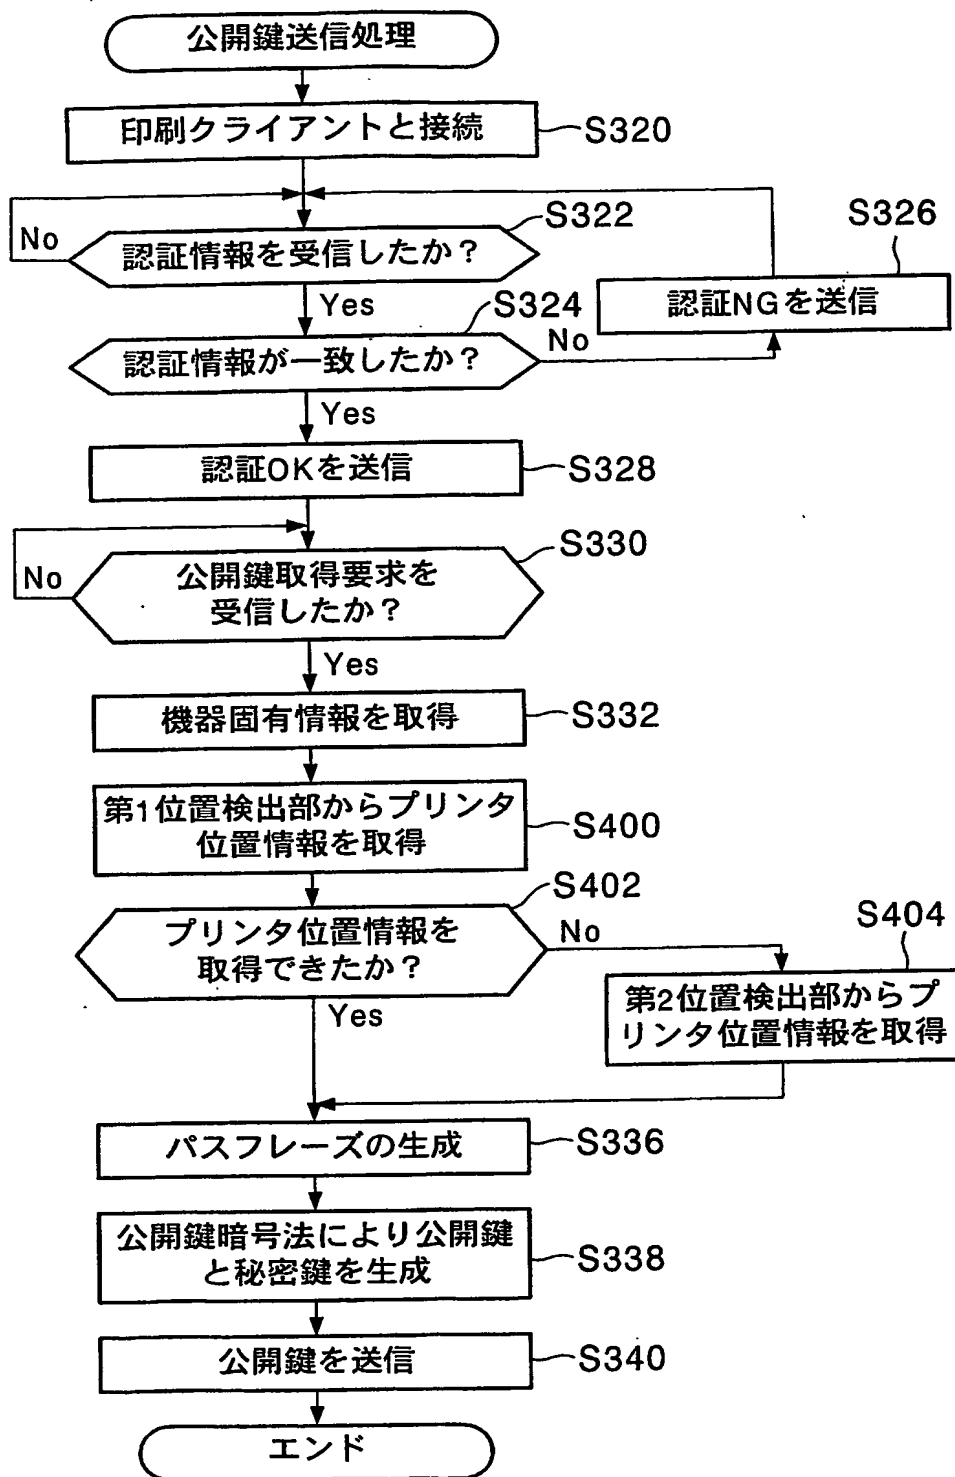 公開鍵送信処理
印刷クライアントと接続
S320
S322
S326
No
認証情報を受信したか？
認証NGを送信
Yes
S324
認証情報が一致したか？
No
Yes
認証OKを送信
S328
S330
No
公開鍵取得要求を
受信したか？
Yes
機器固有情報を取得
S332
第1位置検出部からプリンタ
位置情報を取得
S400
S402
プリンタ位置情報を
取得できたか？
No
S404
Yes
第2位置検出部からプ
リンタ位置情報を取得
パスフレーズの生成
S336
公開鍵暗号法により公開鍵
と秘密鍵を生成
S338
公開鍵を送信
S340
エンド